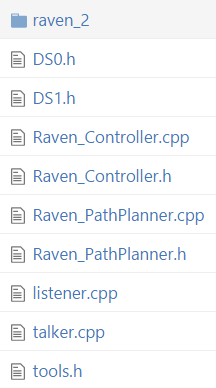 raven_2
DS0.h
DS1.h
Raven_Controller.cpp
Raven_Controller.h
Raven_PathPlanner.cpp
Raven_PathPlanner.h
listener.cpp
talker.cpp
tools.h